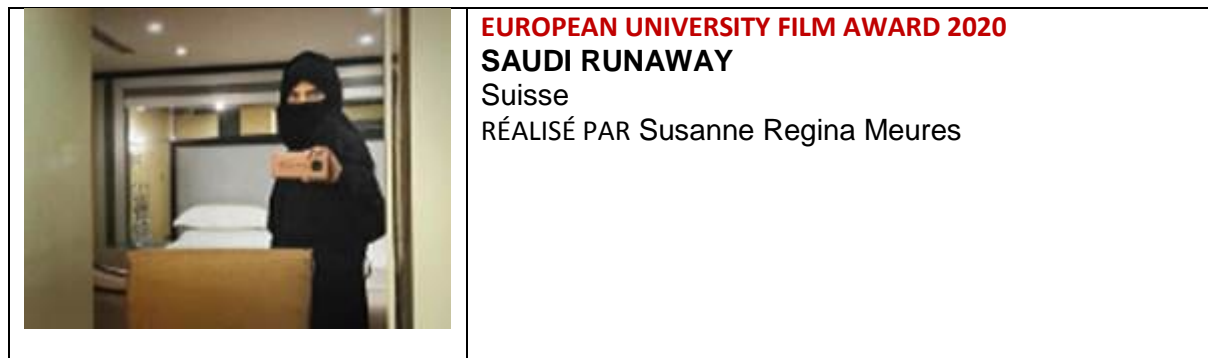 EUROPEAN UNIVERSITY FILM AWARD 2020
SAUDI RUNAWAY
Suisse
RÉALISÉ PAR Susanne Regina Meures